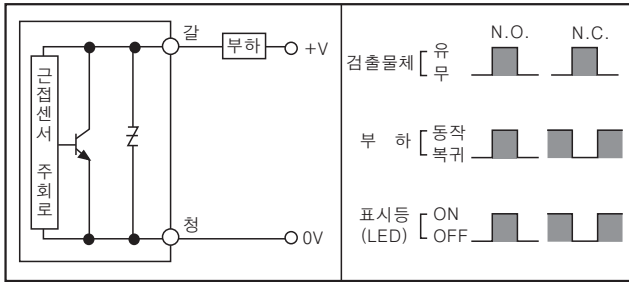 갈
부하
+V
근접센서 주회로
청
0V
N.O. N.C.
검출물체 [ 유
무
부 하 [ 동작
복귀
표시등 [ ON
(LED) OFF